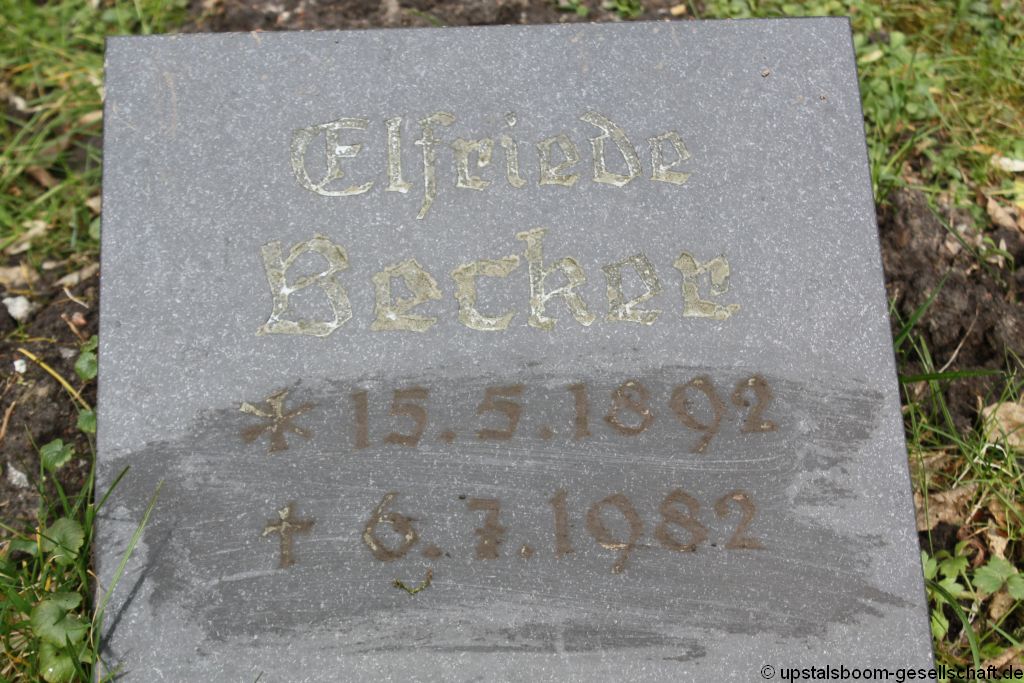 Elfriede
Becker
* 15.5.1892
† 6.7.1982
© upstalsboom-gesellschaft.de